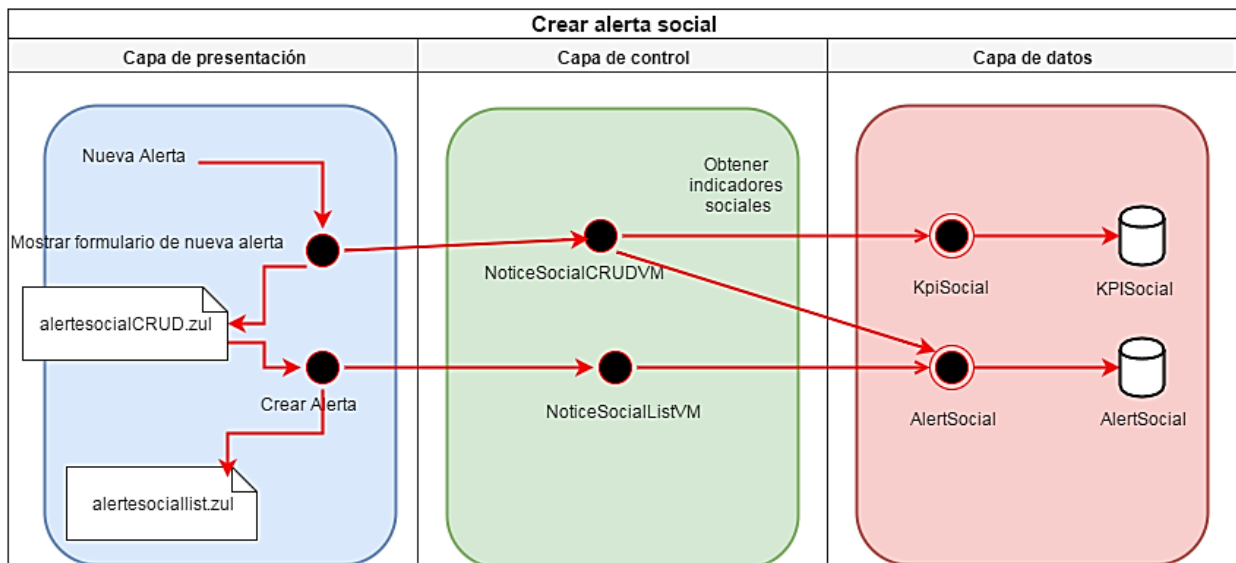 Crear alerta social
Capa de presentación
Capa de control
Capa de datos
Nueva Alerta
Obtener
indicadores
sociales
Mostrar formulario de nueva alerta
NoticeSocialCRUDVM
KpiSocial
KPISocial
alertesocialCRUD.zul
Crear Alerta
NoticeSocialListVM
AlertSocial
AlertSocial
alertesociallist.zul